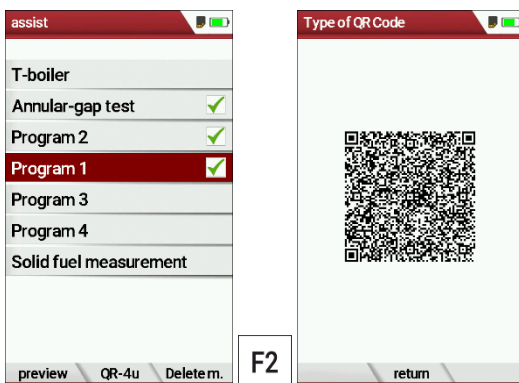 assist
T-boiler
Annular-gap test
Program 2
Program 1
Program 3
Program 4
Solid fuel measurement
preview QR-4u Delete m.
F2
Type of QR Code
return